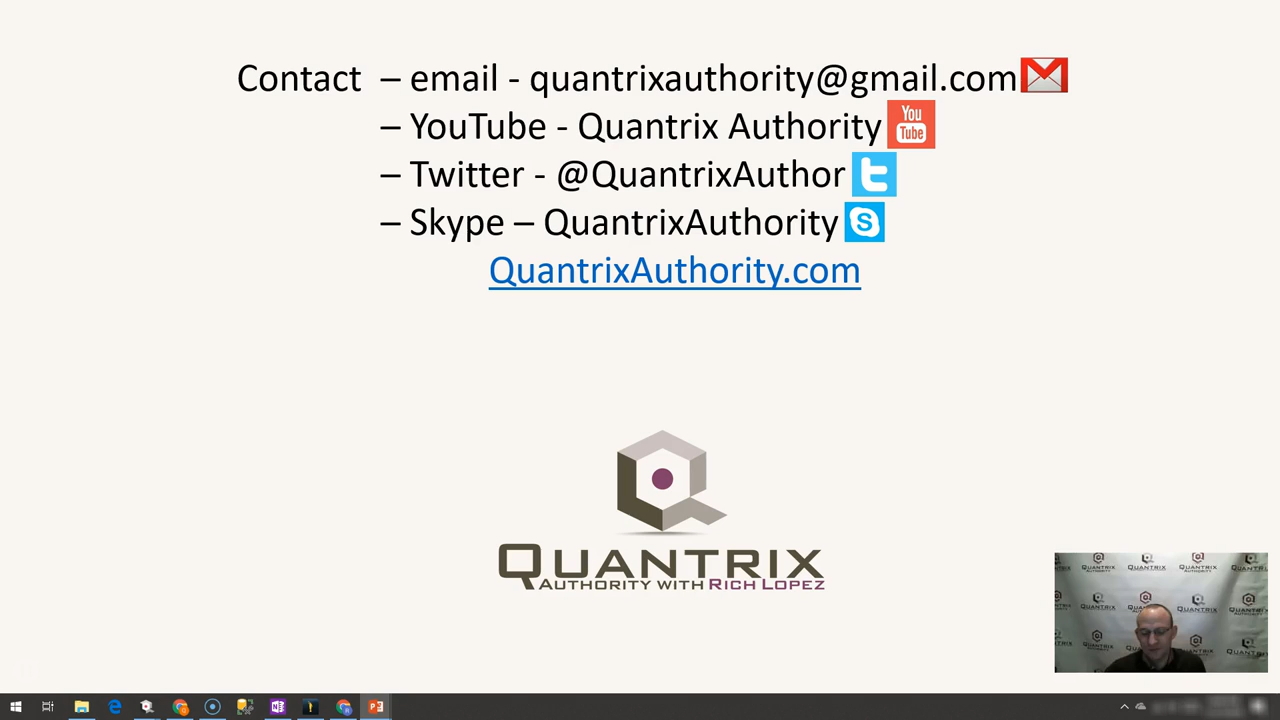 Contact – email - quantrixauthority@gmail.com
– YouTube - Quantrix Authority You Tube
– Twitter - @QuantrixAuthor
– Skype – QuantrixAuthority
QuantrixAuthority.com
QUANTRIX
AUTHORITY WITH RICH LOPEZ